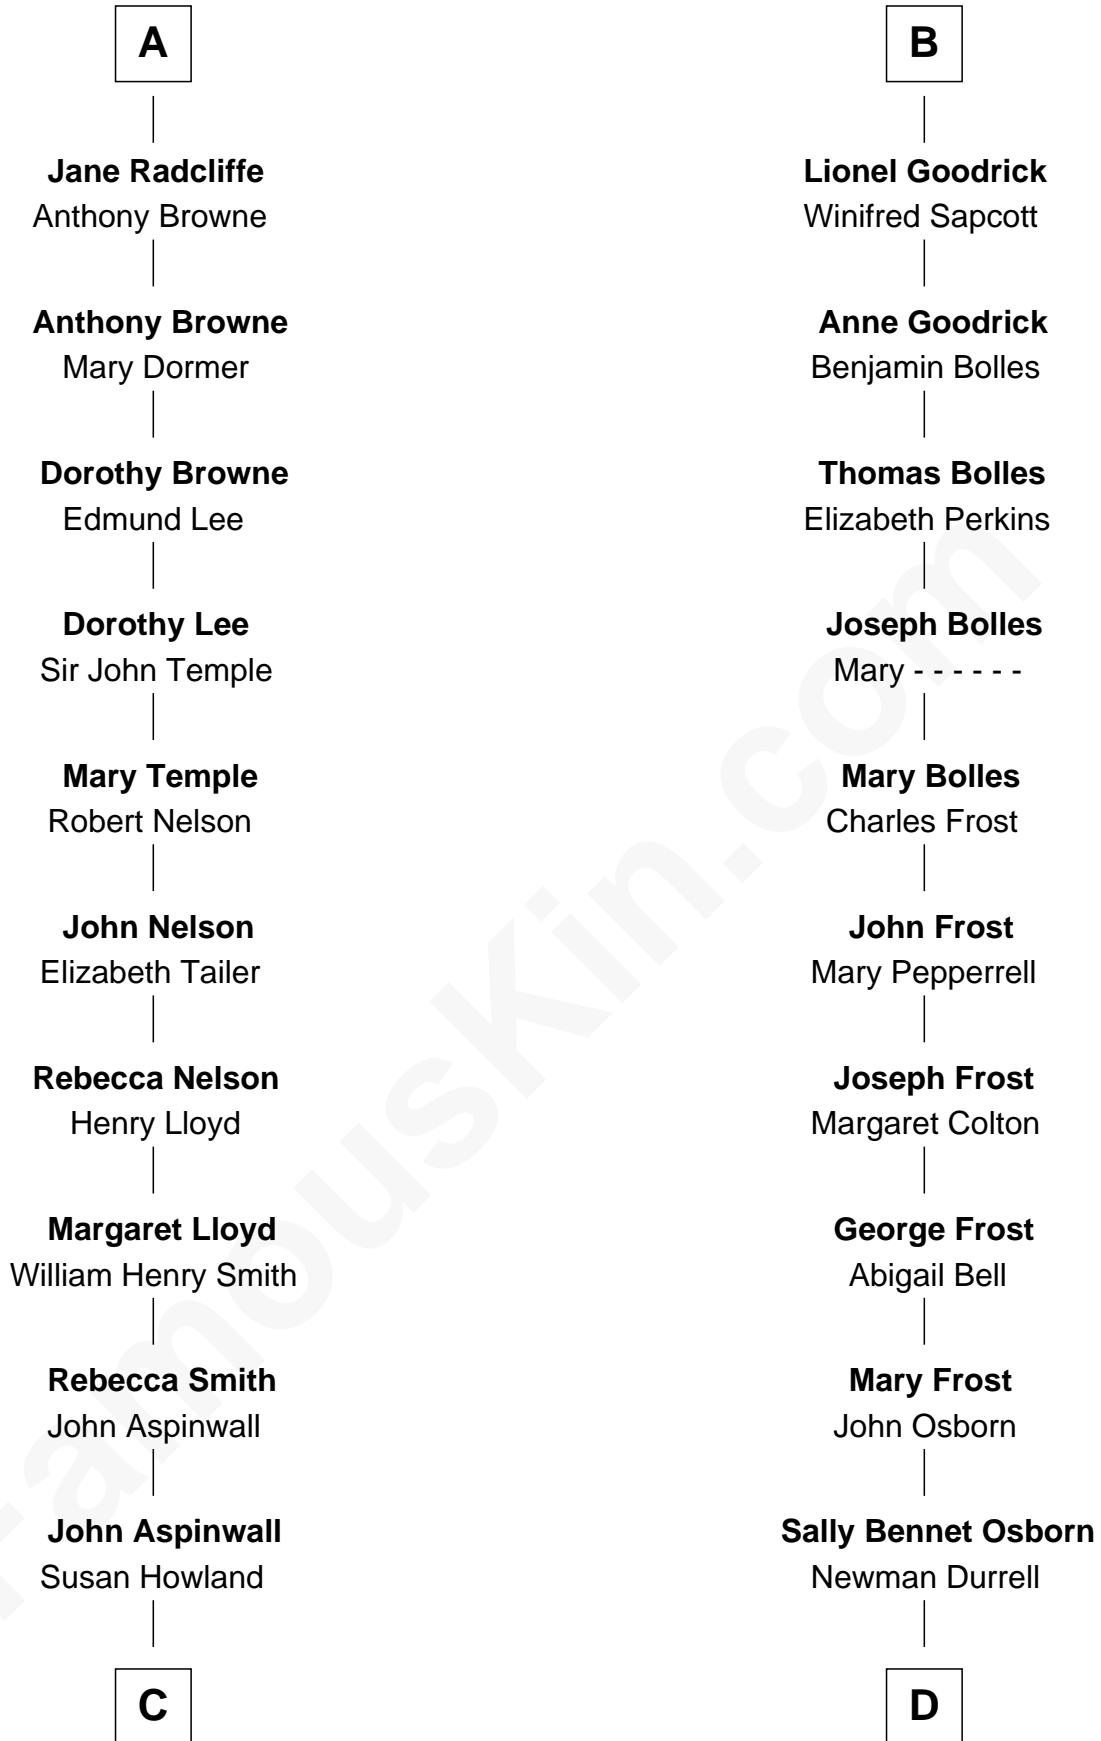 A
Jane Radcliffe
Anthony Browne
Anthony Browne
Mary Dormer
Dorothy Browne
Edmund Lee
Dorothy Lee
Sir John Temple
Mary Temple
Robert Nelson
John Nelson
Elizabeth Tailer
Rebecca Nelson
Henry Lloyd
Margaret Lloyd
William Henry Smith
Rebecca Smith
John Aspinwall
John Aspinwall
Susan Howland
C
B
Lionel Goodrick
Winifred Sapcott
Anne Goodrick
Benjamin Bolles
Thomas Bolles
Elizabeth Perkins
Joseph Bolles
Mary - - - - - -
Mary Bolles
Charles Frost
John Frost
Mary Pepperrell
Joseph Frost
Margaret Colton
George Frost
Abigail Bell
Mary Frost
John Osborn
Sally Bennet Osborn
Newman Durrell
D
FamousKin.com